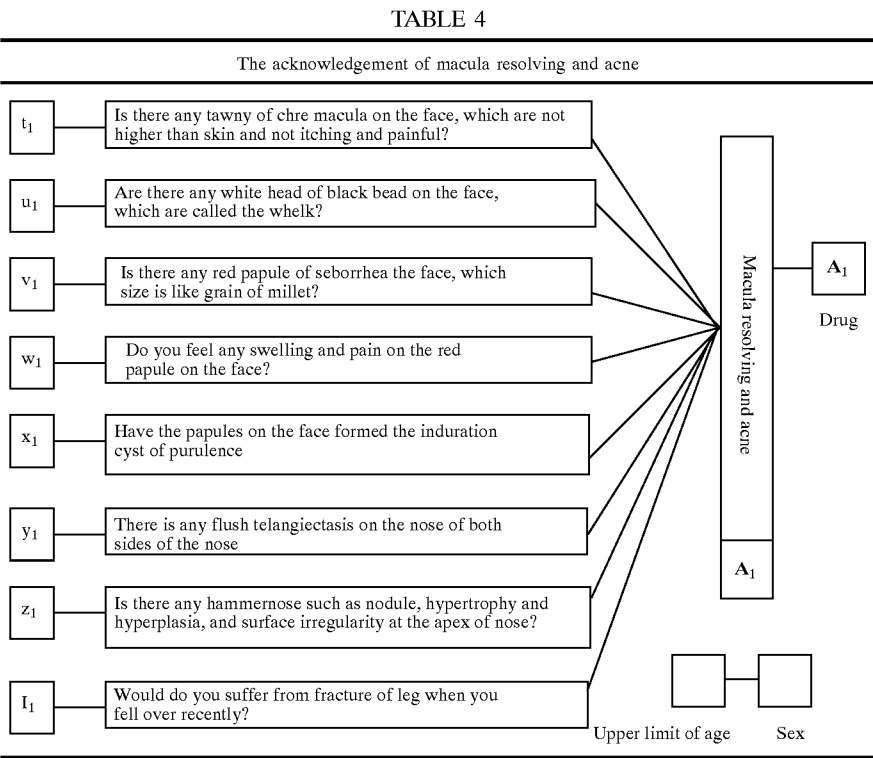 TABLE 4
The acknowledgement of macula resolving and acne
t1
Is there any tawny of chre macula on the face, which are not
higher than skin and not itching and painful?
u1
Are there any white head of black bead on the face,
which are called the whelk?
v1
Is there any red papule of seborrhea the face, which
size is like grain of millet?
w1
Do you feel any swelling and pain on the red
papule on the face?
x1
Have the papules on the face formed the induration
cyst of purulence
y1
There is any flush telangiectasis on the nose of both
sides of the nose
z1
Is there any hammernose such as nodule, hypertrophy and
hyperplasia, and surface irregularity at the apex of nose?
I1
Would do you suffer from fracture of leg when you
fell over recently?
Macula resolving and acne
A1
A1
Drug
Upper limit of age
Sex